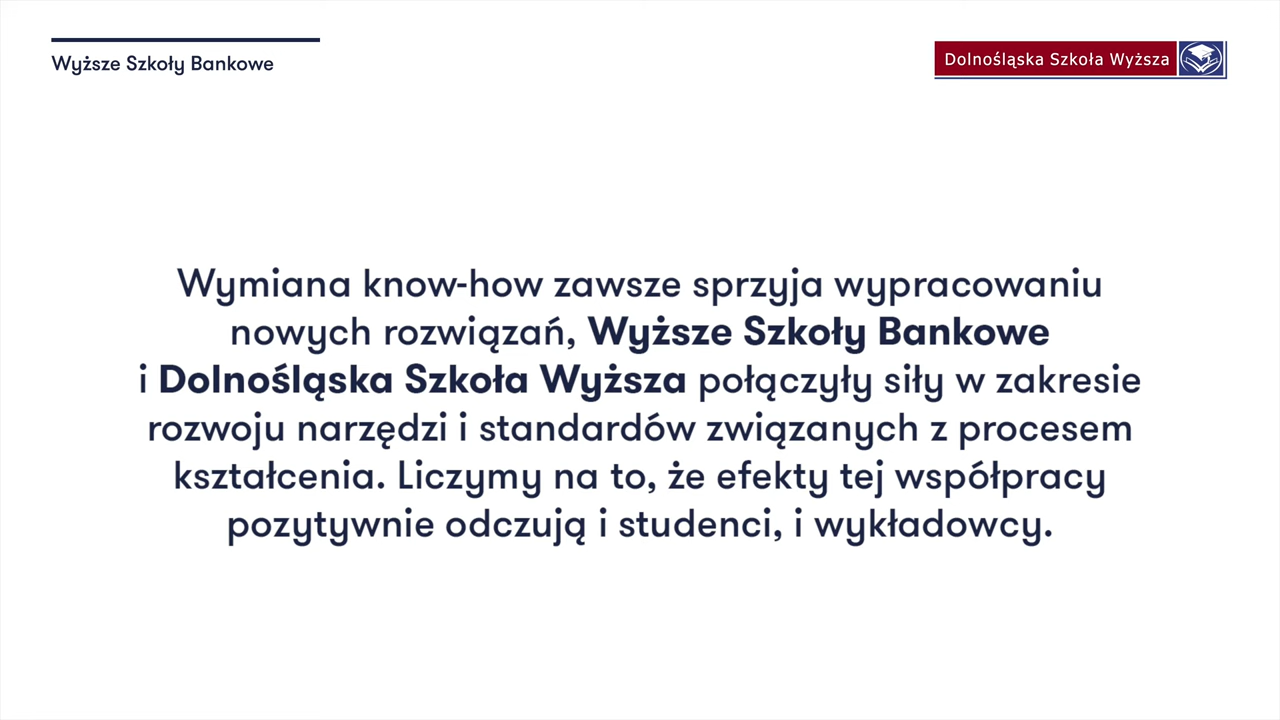 Wyższe Szkoły Bankowe
Dolnośląska Szkoła Wyższa
Wymiana know-how zawsze sprzyja wypracowaniu
nowych rozwiązań, Wyższe Szkoły Bankowe
i Dolnośląska Szkoła Wyższa połączyły siły w zakresie
rozwoju narzędzi i standardów związanych z procesem
kształcenia. Liczymy na to, że efekty tej współpracy
pozytywnie odczują i studenci, i wykładowcy.